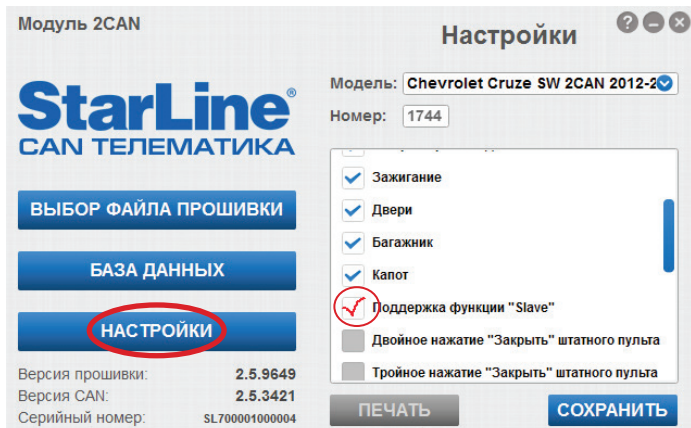 Модуль 2CAN
StarLine®
CAN ТЕЛЕМАТИКА
ВЫБОР ФАЙЛА ПРОШИВКИ
БАЗА ДАННЫХ
НАСТРОЙКИ
Версия прошивки: 2.5.9649
Версия CAN: 2.5.3421
Серийный номер: SL700001000004
Настройки
Модель: Chevrolet Cruze SW 2CAN 2012-2
Номер: 1744
Зажигание
Двери
Багажник
Капот
Поддержка функции "Slave"
Двойное нажатие "Закрыть" штатного пульта
Тройное нажатие "Закрыть" штатного пульта
ПЕЧАТЬ
СОХРАНИТЬ